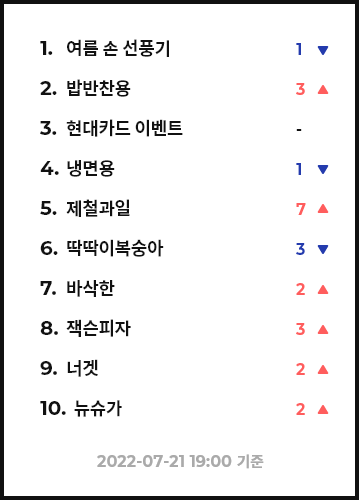 1. 여름 손 선풍기 1 ▼
2. 밥반찬용 3 ▲
3. 현대카드 이벤트 -
4. 냉면용 1 ▼
5. 제철과일 7 ▲
6. 딱딱이복숭아 3 ▼
7. 바삭한 2 ▲
8. 잭슨피자 3 ▲
9. 너겟 2 ▲
10. 뉴슈가 2 ▲
2022-07-21 19:00 기준